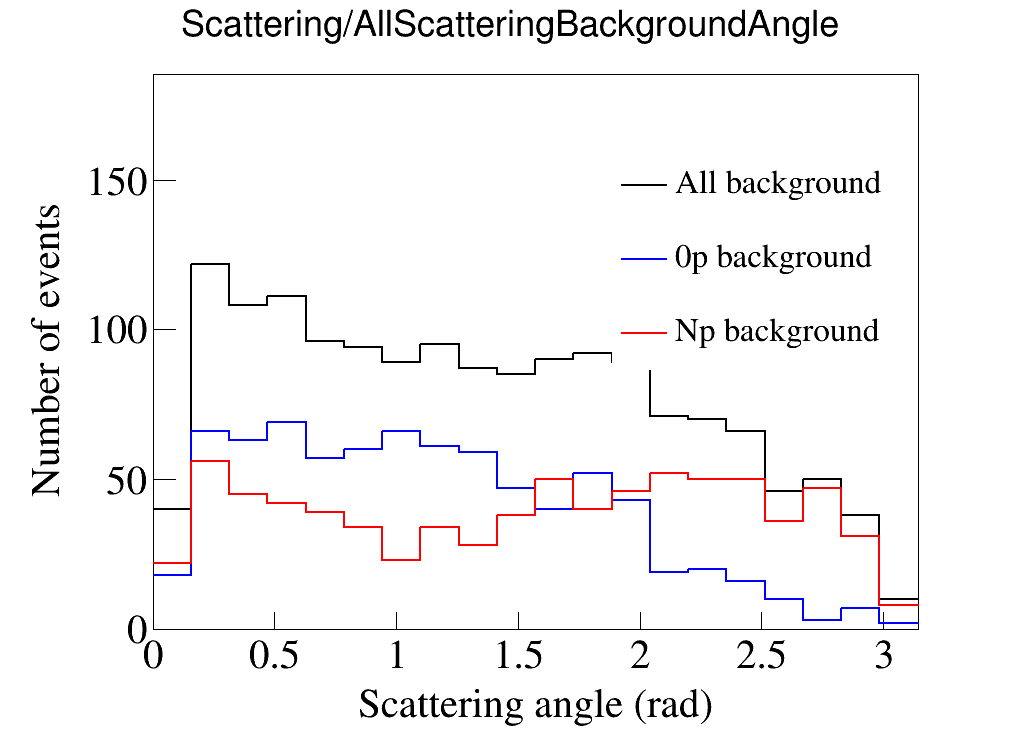 Scattering/AllScatteringBackgroundAngle
150
100
50
0
0 0.5 1 1.5 2 2.5 3
Number of events
Scattering angle (rad)
All background
0p background
Np background